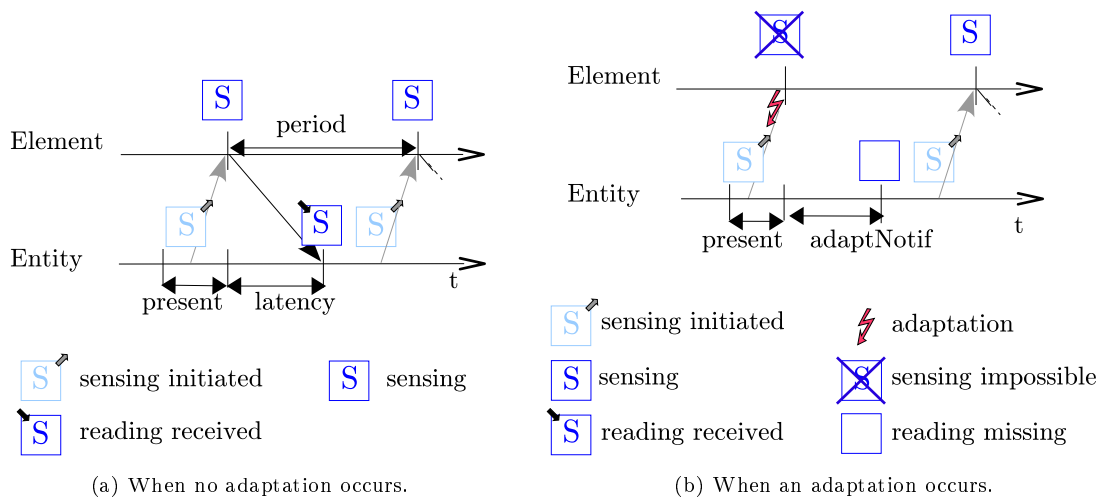 S
S
period
Element
S
S
S
Entity
t
present
latency
S
sensing initiated
S
sensing
S
reading received
(a) When no adaptation occurs.
S
S
Element
S
S
Entity
t
present
adaptNotif
S
sensing initiated
adaptation
S
sensing
S
sensing impossible
S
reading received
reading missing
(b) When an adaptation occurs.